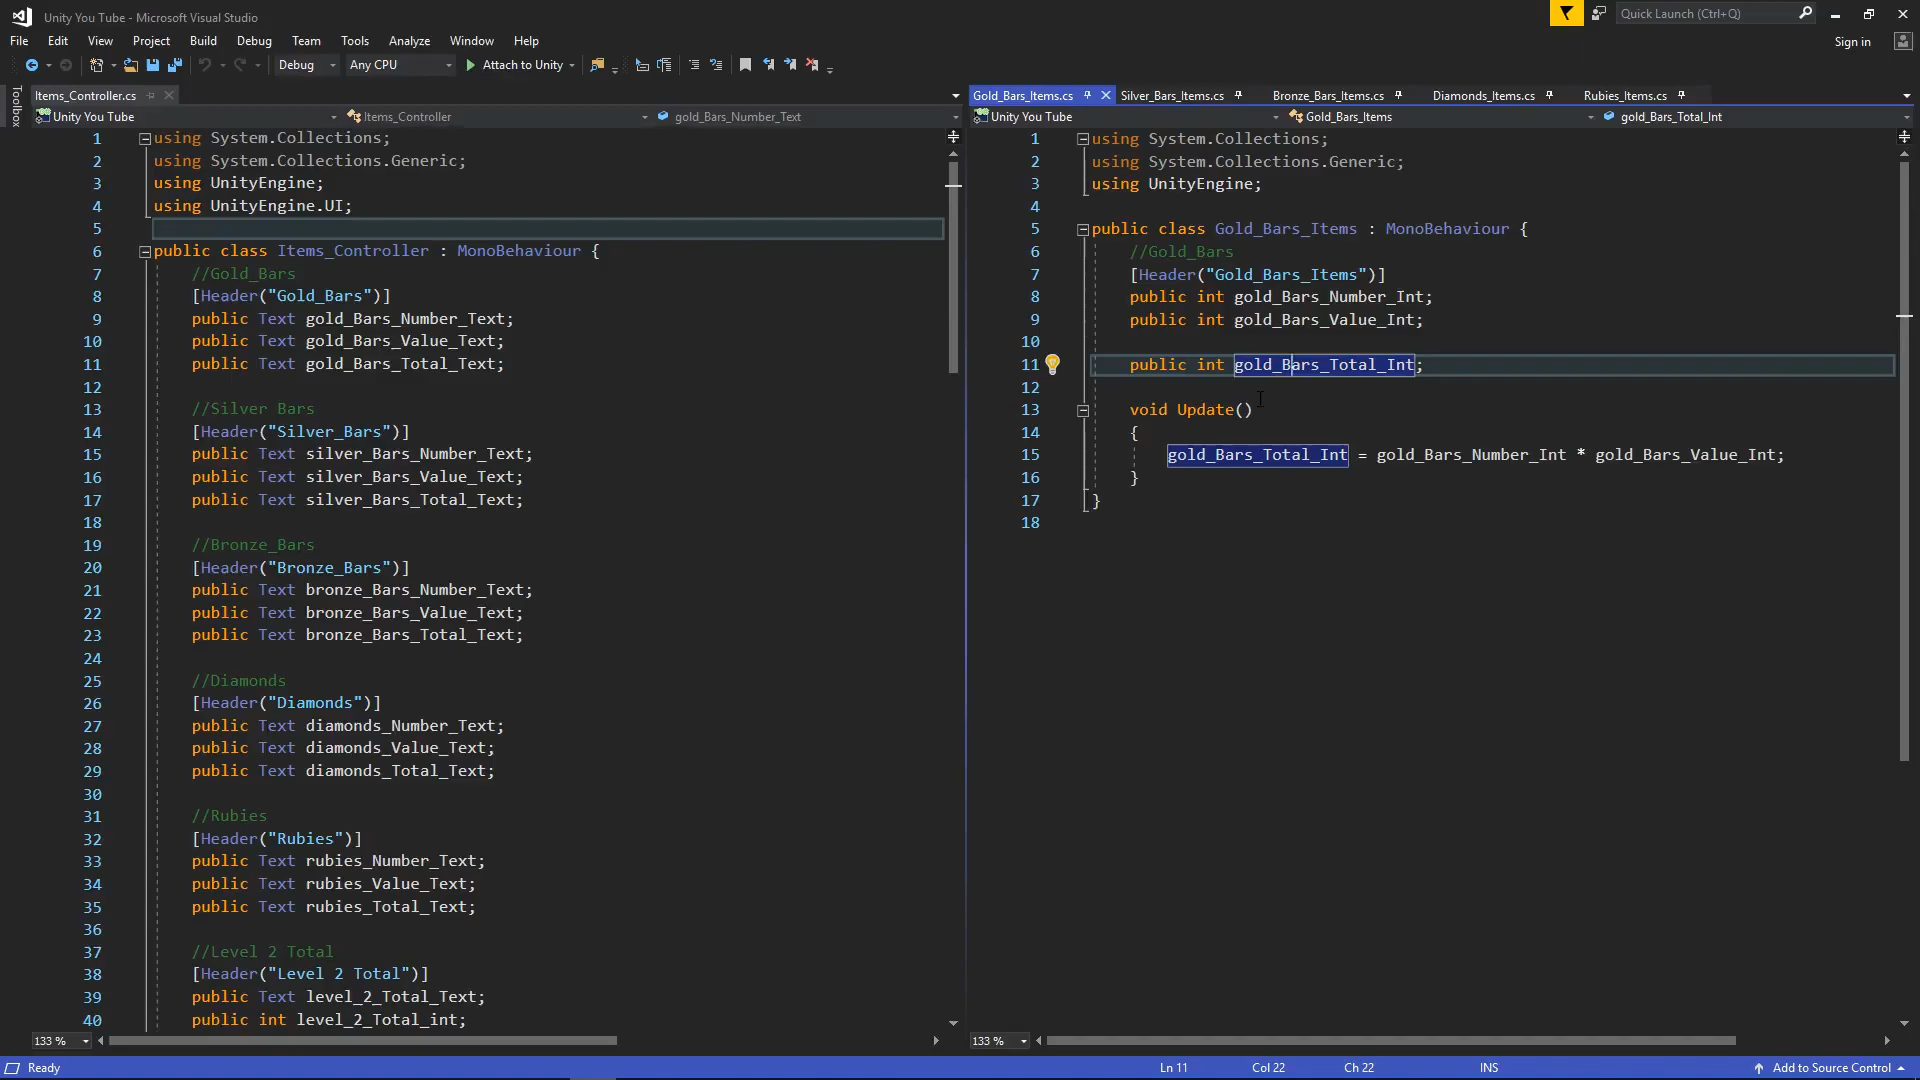 Unity You Tube - Microsoft Visual Studio
Quick Launch (Ctrl+Q)
File Edit View Project Build Debug Team Tools Analyze Window Help
Sign in
Debug Any CPU Attach to Unity
Toolbox
Items_Controller.cs
Unity You Tube Items_Controller gold_Bars_Number_Text
1 using System.Collections;
2 using System.Collections.Generic;
3 using UnityEngine;
4 using UnityEngine.UI;
5
6 public class Items_Controller : MonoBehaviour {
7 //Gold_Bars
8 [Header("Gold_Bars")]
9 public Text gold_Bars_Number_Text;
10 public Text gold_Bars_Value_Text;
11 public Text gold_Bars_Total_Text;
12
13 //Silver Bars
14 [Header("Silver_Bars")]
15 public Text silver_Bars_Number_Text;
16 public Text silver_Bars_Value_Text;
17 public Text silver_Bars_Total_Text;
18
19 //Bronze_Bars
20 [Header("Bronze_Bars")]
21 public Text bronze_Bars_Number_Text;
22 public Text bronze_Bars_Value_Text;
23 public Text bronze_Bars_Total_Text;
24
25 //Diamonds
26 [Header("Diamonds")]
27 public Text diamonds_Number_Text;
28 public Text diamonds_Value_Text;
29 public Text diamonds_Total_Text;
30
31 //Rubies
32 [Header("Rubies")]
33 public Text rubies_Number_Text;
34 public Text rubies_Value_Text;
35 public Text rubies_Total_Text;
36
37 //Level 2 Total
38 [Header("Level 2 Total")]
39 public Text level_2_Total_Text;
40 public int level_2_Total_int;
133 %
Gold_Bars_Items.cs Silver_Bars_Items.cs Bronze_Bars_Items.cs Diamonds_Items.cs Rubies_Items.cs
Unity You Tube Gold_Bars_Items gold_Bars_Total_Int
1 using System.Collections;
2 using System.Collections.Generic;
3 using UnityEngine;
4
5 public class Gold_Bars_Items : MonoBehaviour {
6 //Gold_Bars
7 [Header("Gold_Bars_Items")]
8 public int gold_Bars_Number_Int;
9 public int gold_Bars_Value_Int;
10
11 public int gold_Bars_Total_Int;
12
13 void Update()
14 {
15 gold_Bars_Total_Int = gold_Bars_Number_Int * gold_Bars_Value_Int;
16 }
17 }
18
133 %
Ready Ln 11 Col 22 Ch 22 INS Add to Source Control